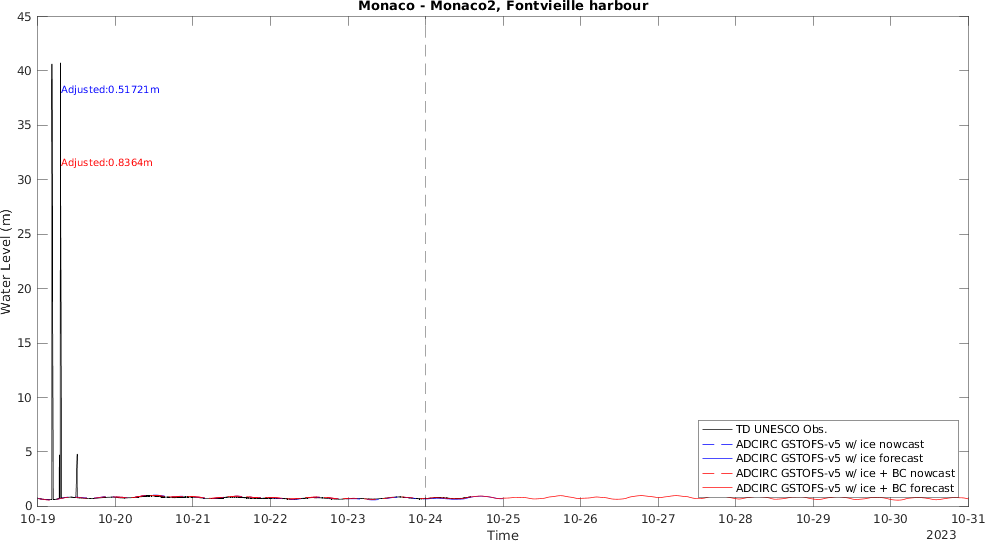 Monaco - Monaco2, Fontvieille harbour
45
40
35
30
25
20
15
10
5
0
Water Level (m)
Adjusted:0.51721m
Adjusted:0.8364m
TD UNESCO Obs.
ADCIRC GSTOFS-v5 w/ ice nowcast
ADCIRC GSTOFS-v5 w/ ice forecast
ADCIRC GSTOFS-v5 w/ ice + BC nowcast
ADCIRC GSTOFS-v5 w/ ice + BC forecast
10-19 10-20 10-21 10-22 10-23 10-24 10-25 10-26 10-27 10-28 10-29 10-30 10-31
Time
2023